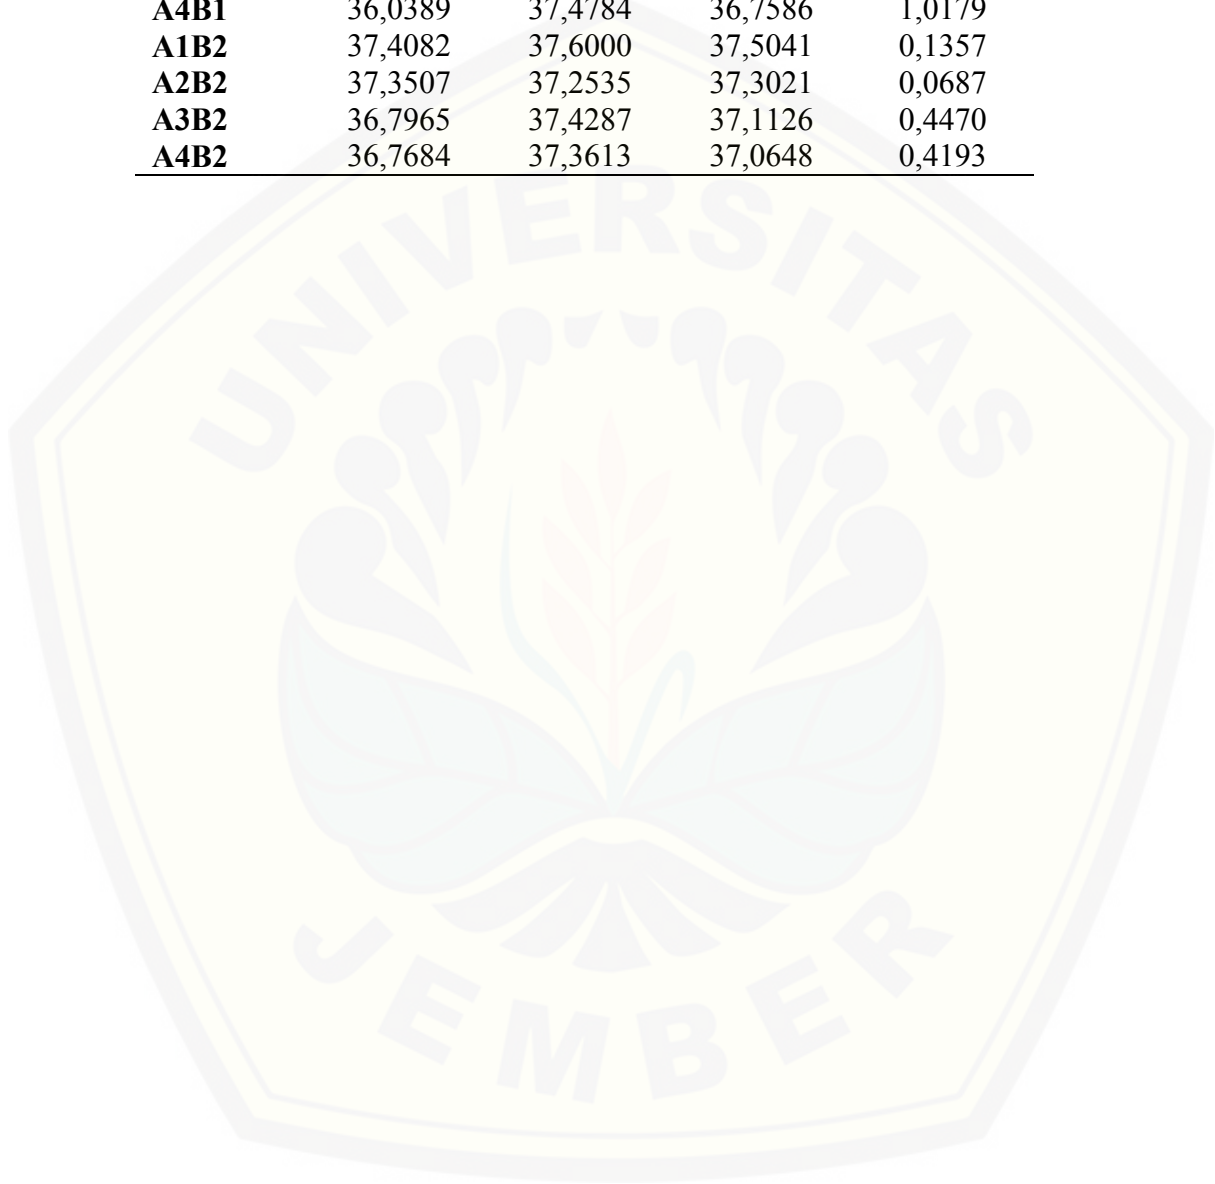 A4B1 36,0389 37,4784 36,7586 1,0179
A1B2 37,4082 37,6000 37,5041 0,1357
A2B2 37,3507 37,2535 37,3021 0,0687
A3B2 36,7965 37,4287 37,1126 0,4470
A4B2 36,7684 37,3613 37,0648 0,4193
UNIVERSITAS
JEMBER